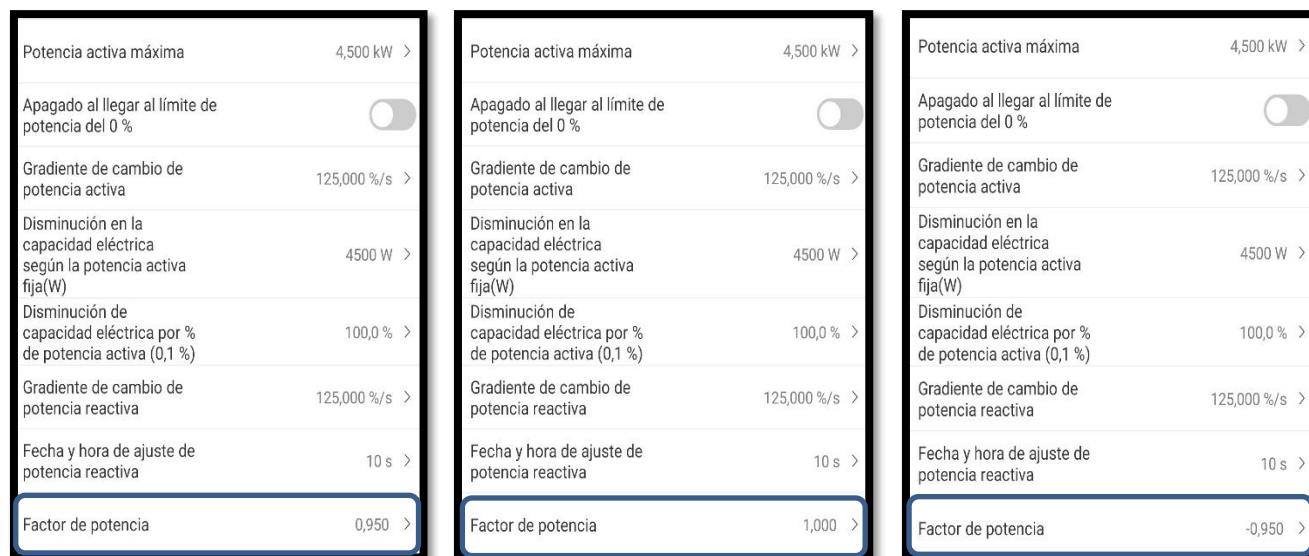 Potencia activa máxima 4,500 kW >
Apagado al llegar al límite de
potencia del 0 %
Gradiente de cambio de
potencia activa 125,000 %/s >
Disminución en la
capacidad eléctrica
según la potencia activa
fija(W) 4500 W >
Disminución de
capacidad eléctrica por %
de potencia activa (0,1 %) 100,0 % >
Gradiente de cambio de
potencia reactiva 125,000 %/s >
Fecha y hora de ajuste de
potencia reactiva 10 s >
Factor de potencia 0,950 >
Potencia activa máxima 4,500 kW >
Apagado al llegar al límite de
potencia del 0 %
Gradiente de cambio de
potencia activa 125,000 %/s >
Disminución en la
capacidad eléctrica
según la potencia activa
fija(W) 4500 W >
Disminución de
capacidad eléctrica por %
de potencia activa (0,1 %) 100,0 % >
Gradiente de cambio de
potencia reactiva 125,000 %/s >
Fecha y hora de ajuste de
potencia reactiva 10 s >
Factor de potencia 1,000 >
Potencia activa máxima 4,500 kW >
Apagado al llegar al límite de
potencia del 0 %
Gradiente de cambio de
potencia activa 125,000 %/s >
Disminución en la
capacidad eléctrica
según la potencia activa
fija(W) 4500 W >
Disminución de
capacidad eléctrica por %
de potencia activa (0,1 %) 100,0 % >
Gradiente de cambio de
potencia reactiva 125,000 %/s >
Fecha y hora de ajuste de
potencia reactiva 10 s >
Factor de potencia -0,950 >